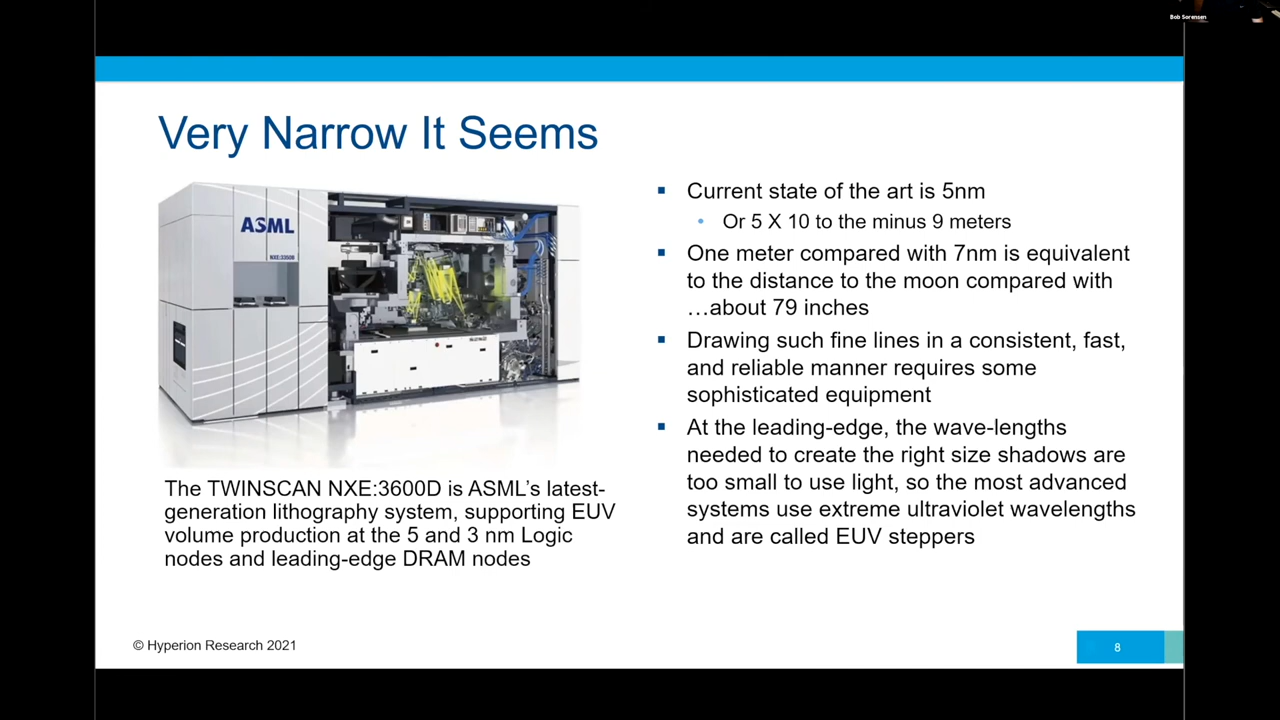 Bob Sorensen
Very Narrow It Seems
ASML
NXE:3350B
The TWINSCAN NXE:3600D is ASML’s latest-
generation lithography system, supporting EUV
volume production at the 5 and 3 nm Logic
nodes and leading-edge DRAM nodes
▪ Current state of the art is 5nm
• Or 5 X 10 to the minus 9 meters
▪ One meter compared with 7nm is equivalent
to the distance to the moon compared with
…about 79 inches
▪ Drawing such fine lines in a consistent, fast,
and reliable manner requires some
sophisticated equipment
▪ At the leading-edge, the wave-lengths
needed to create the right size shadows are
too small to use light, so the most advanced
systems use extreme ultraviolet wavelengths
and are called EUV steppers
© Hyperion Research 2021
8